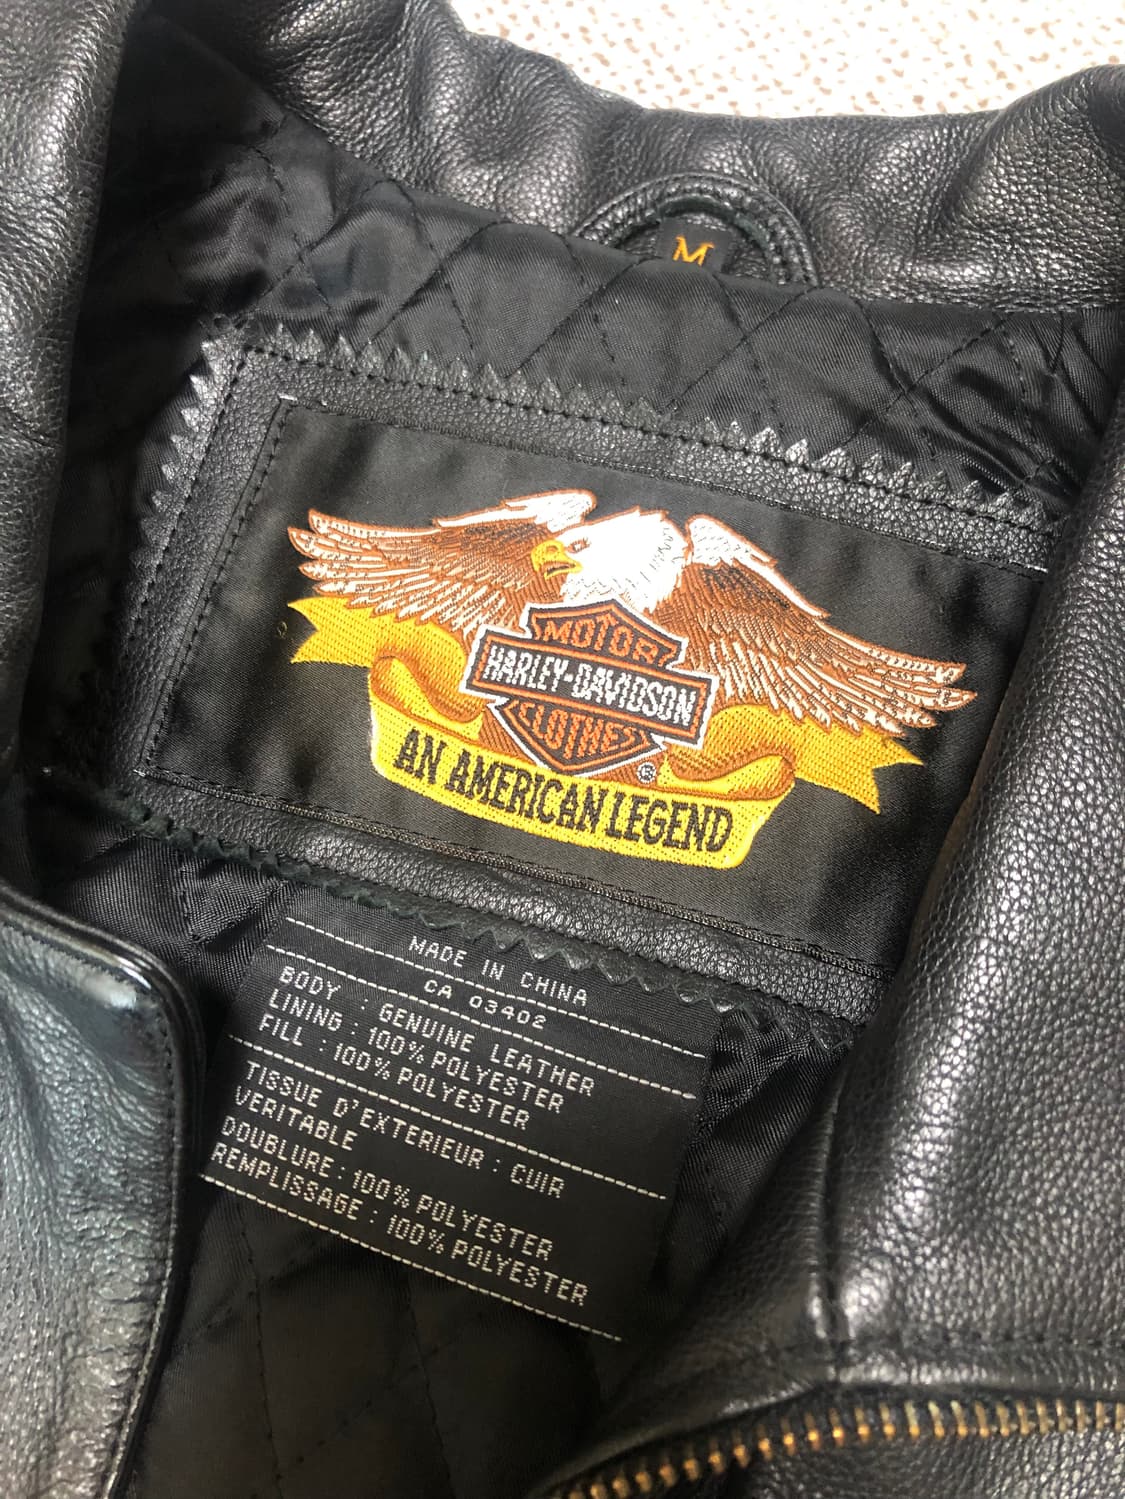 M
MOTOR
HARLEY-DAVIDSON
CLOTHES
®
AN AMERICAN LEGEND
MADE IN CHINA
CA 03402
BODY : GENUINE LEATHER
LINING : 100% POLYESTER
FILL : 100% POLYESTER
TISSUE D'EXTERIEUR : CUIR
VERITABLE
DOUBLURE : 100% POLYESTER
REMPLISSAGE : 100% POLYESTER